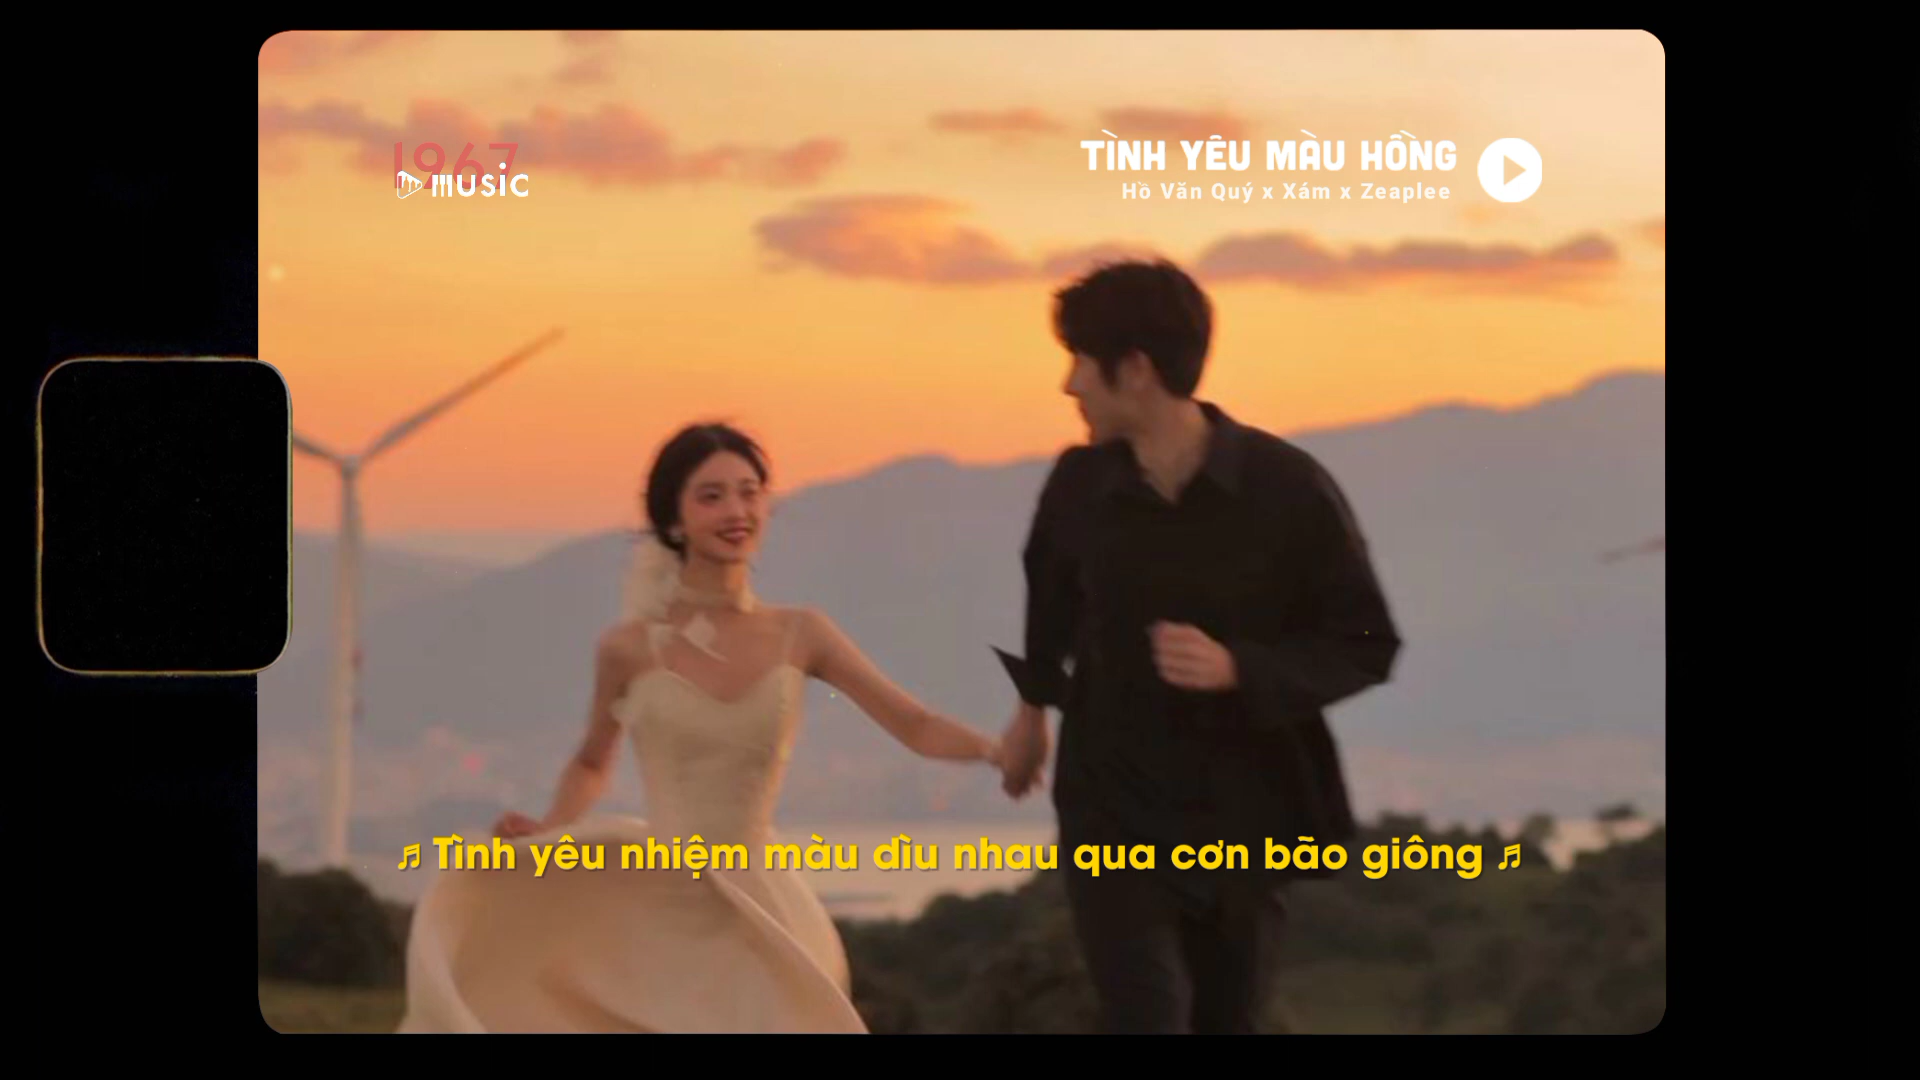 1967
music
TÌNH YÊU MÀU HỒNG
Hồ Văn Quý x Xám x Zeaplee
♬ Tình yêu nhiệm màu dìu nhau qua cơn bão giông ♬